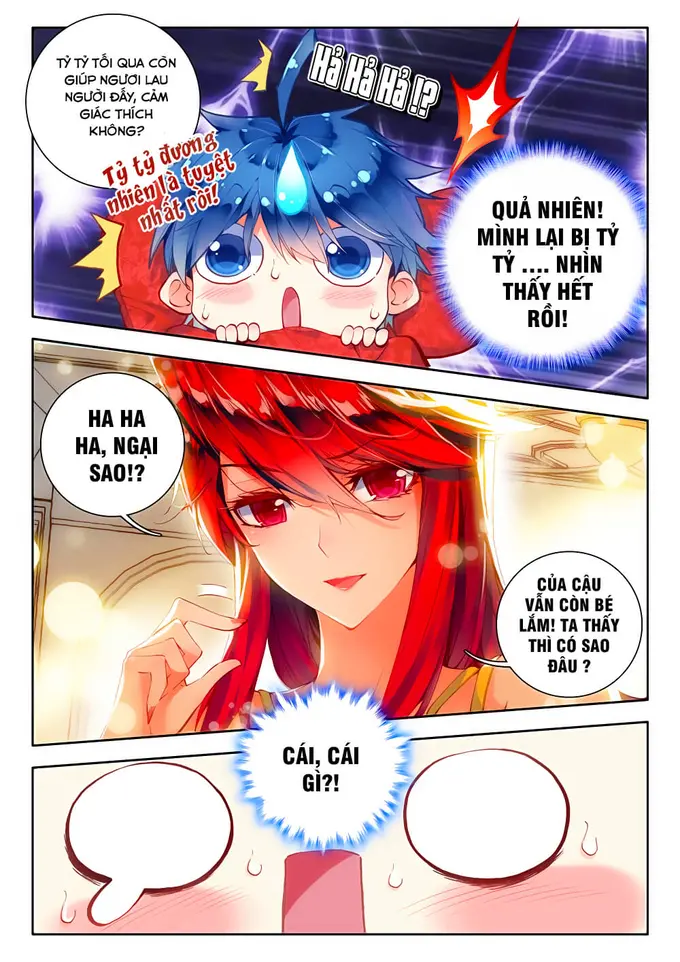 TỶ TỶ TỐI QUA CÒN
GIÚP NGƯƠI LAU
NGƯỜI ĐẤY, CẢM
GIÁC THÍCH
KHÔNG?
Hả Hả Hả !?
Tỷ tỷ đương
nhiên là tuyệt
nhất rồi!
QUẢ NHIÊN!
MÌNH LẠI BỊ TỶ
TỶ .... NHÌN
THẤY HẾT
RỒI!
HA HA
HA, NGẠI
SAO!?
CỦA CẬU
VẪN CÒN BÉ
LẮM! TA THẤY
THÌ CÓ SAO
ĐÂU ?
CÁI, CÁI
GÌ?!